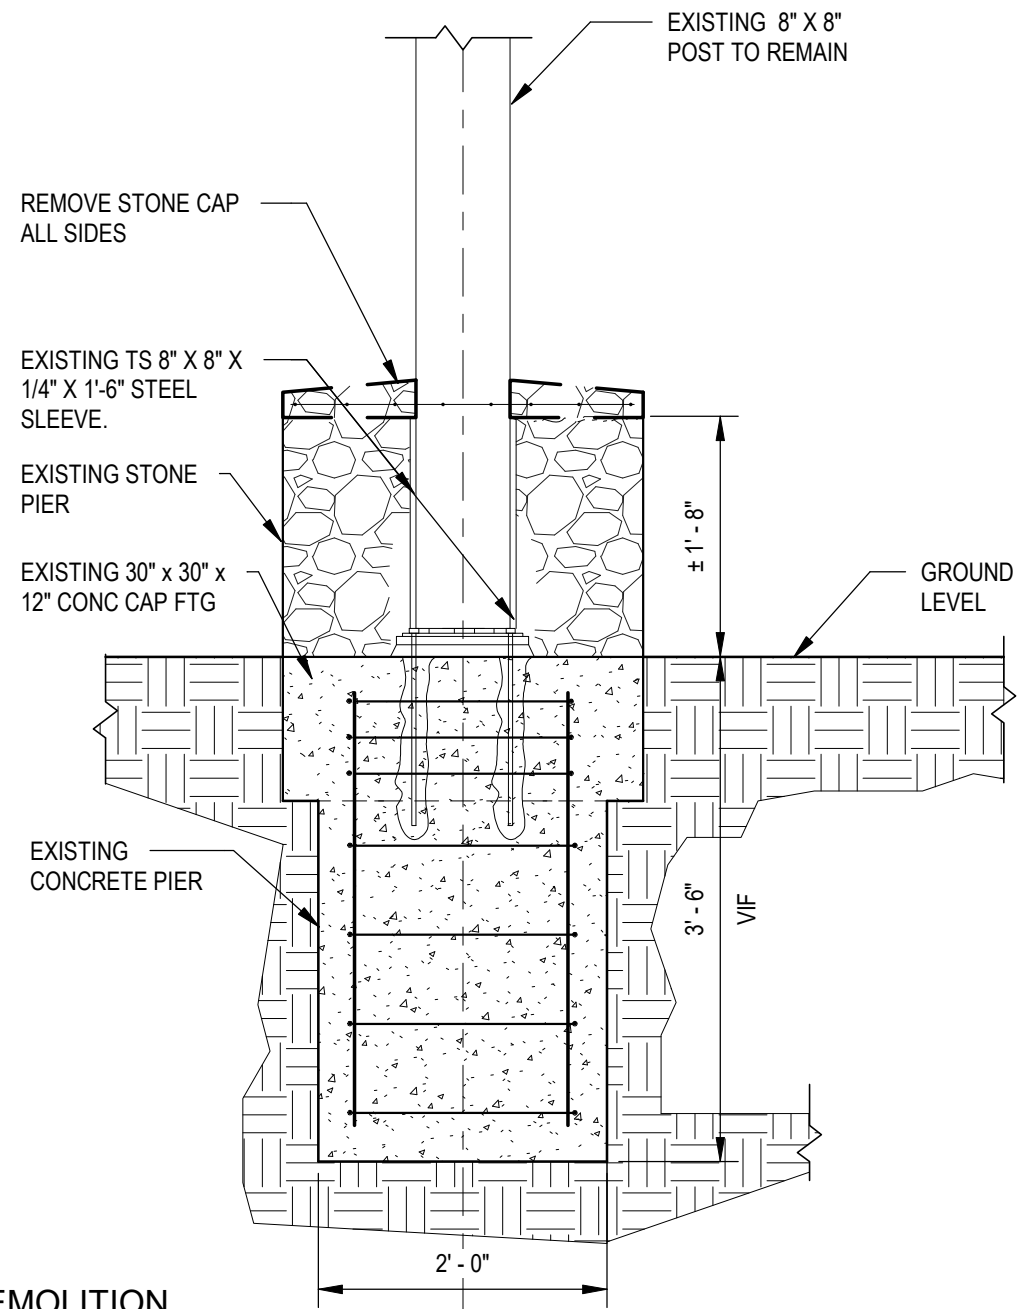 EXISTING 8" X 8"
POST TO REMAIN
REMOVE STONE CAP
ALL SIDES
EXISTING TS 8" X 8" X
1/4" X 1'-6" STEEL
SLEEVE.
EXISTING STONE
PIER
EXISTING 30" x 30" x
12" CONC CAP FTG
± 1' - 8"
GROUND
LEVEL
EXISTING
CONCRETE PIER
3' - 6"
VIF
2' - 0"
EMOLITION